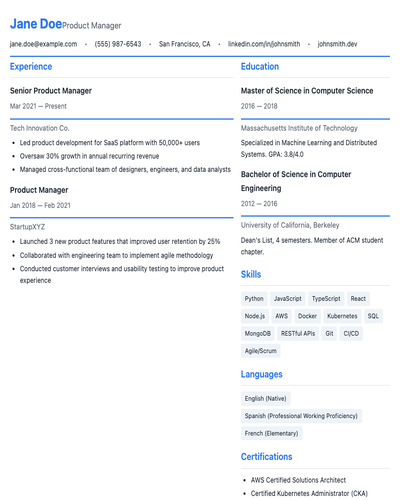 Jane Doe Product Manager
jane.doe@example.com • (555) 987-6543 • San Francisco, CA • linkedin.com/in/johnsmith • johnsmith.dev
Experience
Senior Product Manager
Mar 2021 — Present
Tech Innovation Co.
• Led product development for SaaS platform with 50,000+ users
• Oversaw 30% growth in annual recurring revenue
• Managed cross-functional team of designers, engineers, and data analysts
Product Manager
Jan 2018 — Feb 2021
StartupXYZ
• Launched 3 new product features that improved user retention by 25%
• Collaborated with engineering team to implement agile methodology
• Conducted customer interviews and usability testing to improve product
experience
Education
Master of Science in Computer Science
2016 — 2018
Massachusetts Institute of Technology
Specialized in Machine Learning and Distributed
Systems. GPA: 3.8/4.0
Bachelor of Science in Computer
Engineering
2012 — 2016
University of California, Berkeley
Dean's List, 4 semesters. Member of ACM student
chapter.
Skills
Python JavaScript TypeScript React
Node.js AWS Docker Kubernetes SQL
MongoDB RESTful APIs Git CI/CD
Agile/Scrum
Languages
English (Native)
Spanish (Professional Working Proficiency)
French (Elementary)
Certifications
• AWS Certified Solutions Architect
• Certified Kubernetes Administrator (CKA)